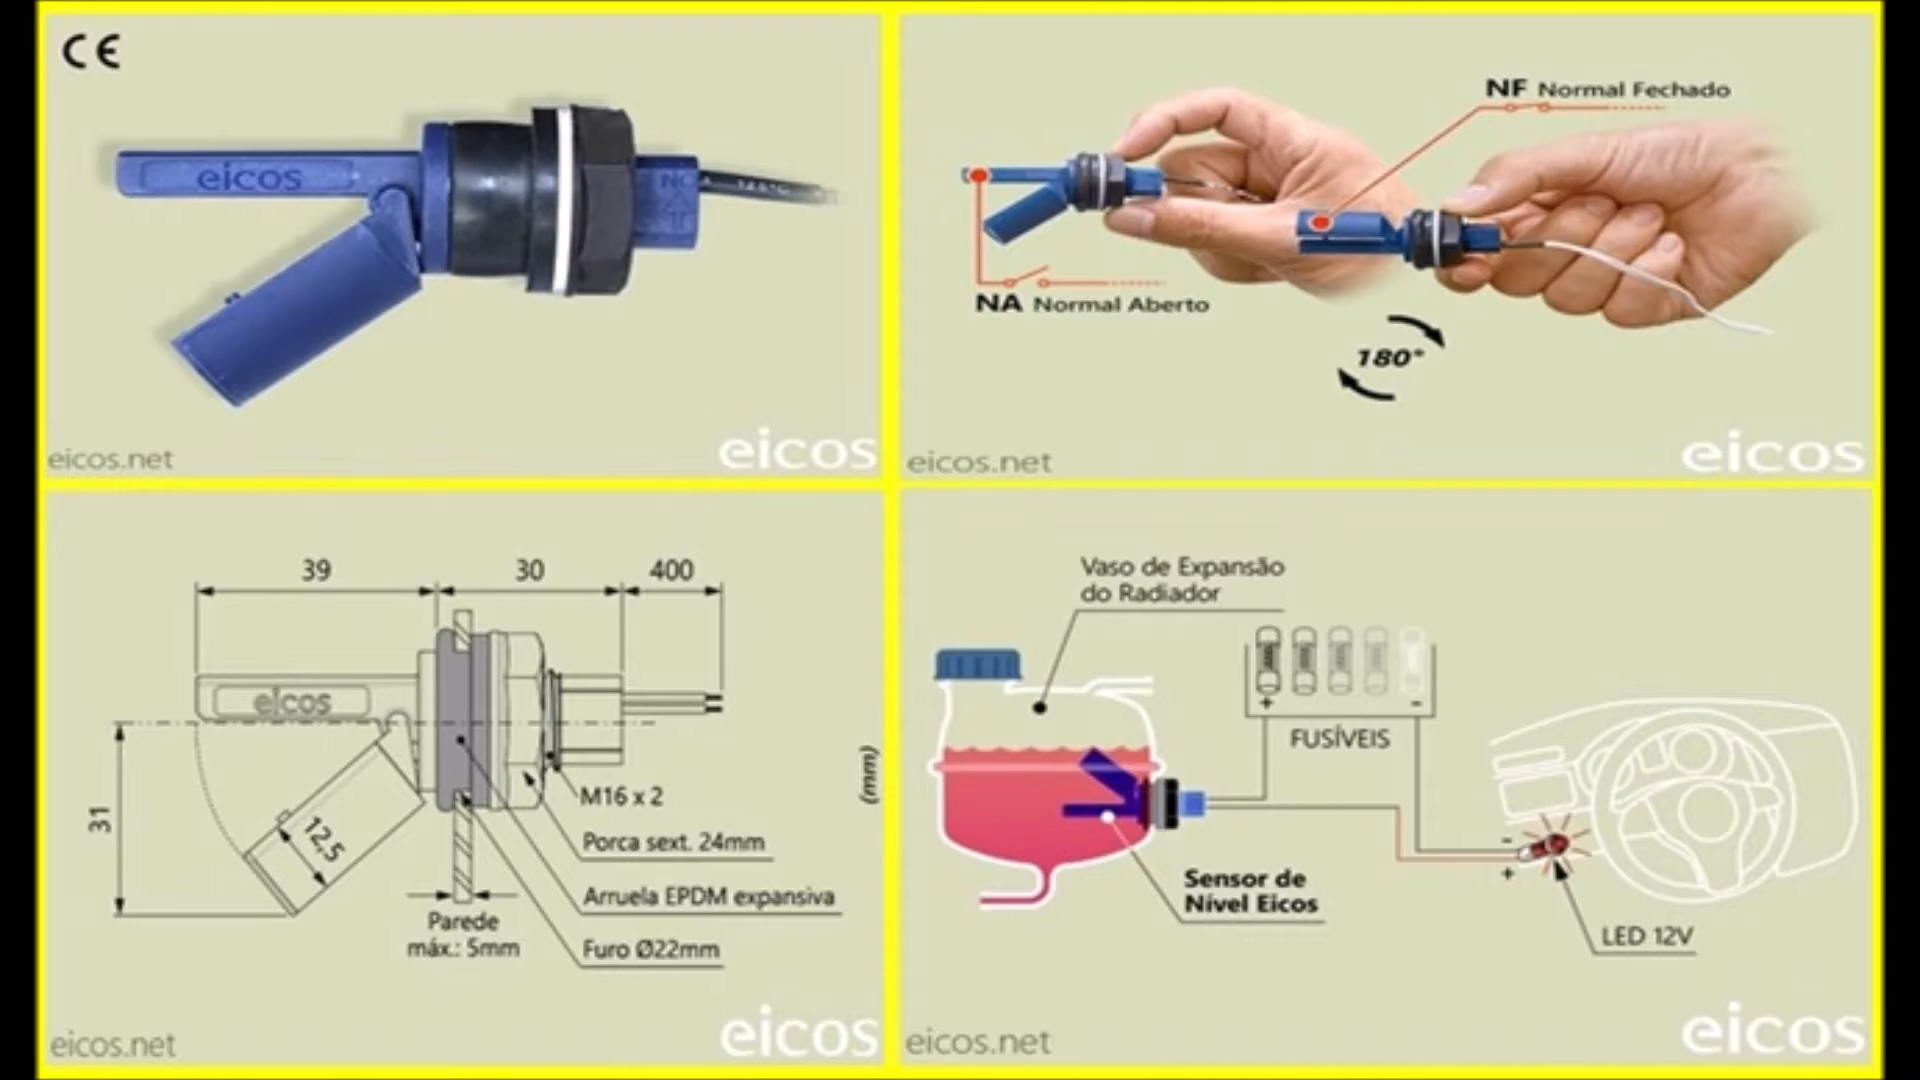 CE
eicos
NO
eicos.net
eicos
NF Normal Fechado
NA Normal Aberto
180°
eicos.net
eicos
39
30
400
eicos
31
12,5
M16 x 2
Porca sext. 24mm
Arruela EPDM expansiva
Furo Ø22mm
Parede
máx.: 5mm
(mm)
eicos.net
eicos
Vaso de Expansão
do Radiador
+
-
FUSÍVEIS
Sensor de
Nível Eicos
-
+
LED 12V
eicos.net
eicos